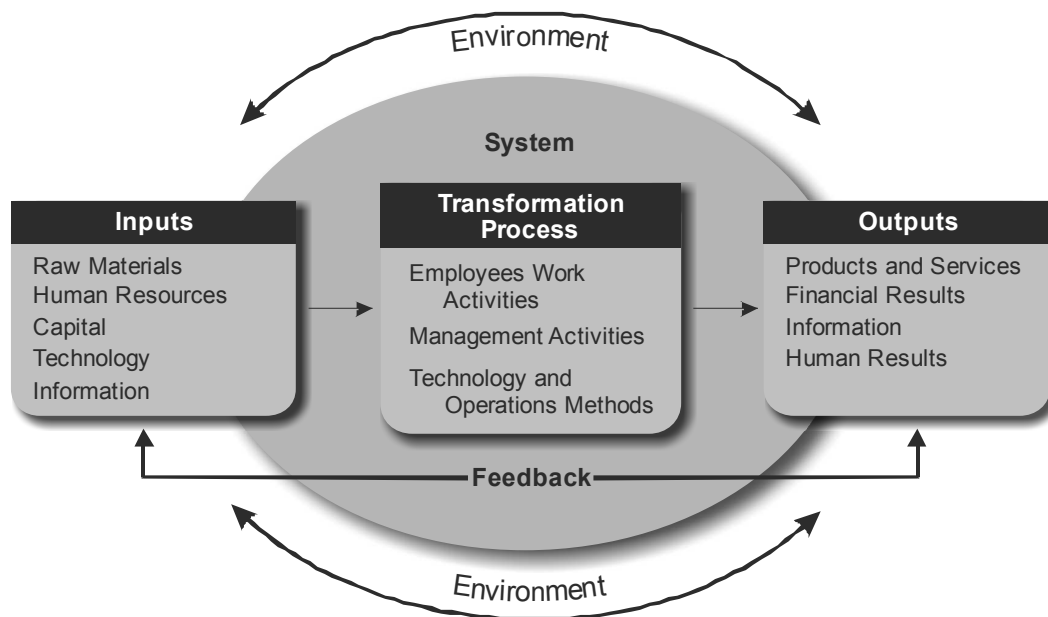 Environment
System
Inputs
Raw Materials
Human Resources
Capital
Technology
Information
Transformation
Process
Employees Work
Activities
Management Activities
Technology and
Operations Methods
Outputs
Products and Services
Financial Results
Information
Human Results
Feedback
Environment